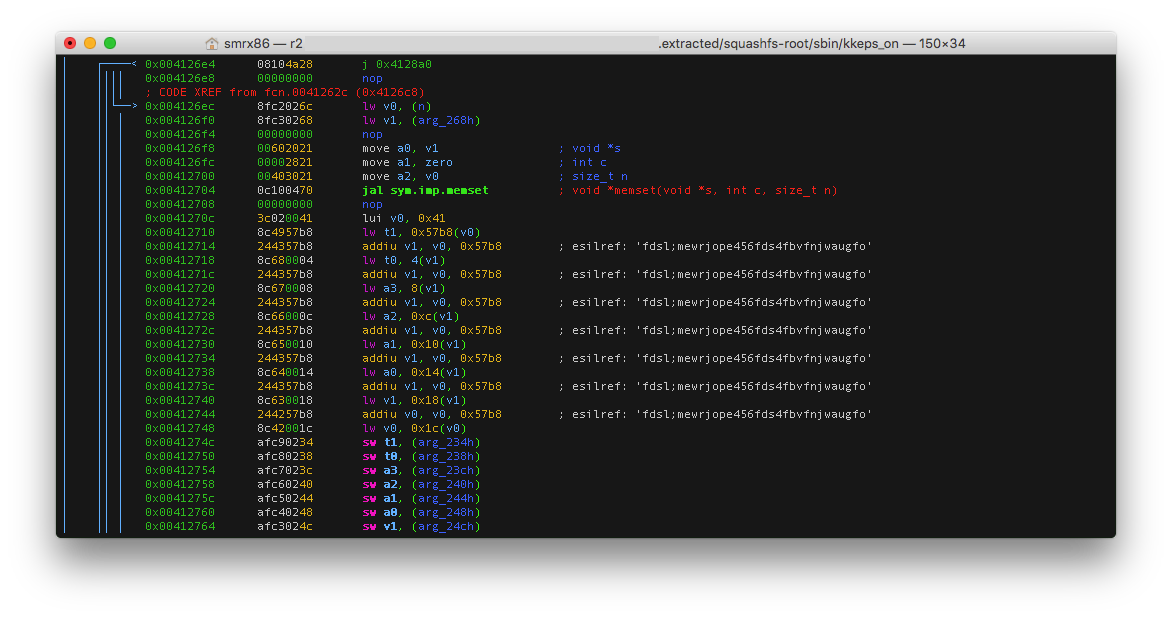 smrx86 — r2 .extracted/squashfs-root/sbin/kkeps_on — 150×34
< 0x004126e4 08104a28 j 0x4128a0
0x004126e8 00000000 nop
; CODE XREF from fcn.0041262c (0x4126c8)
> 0x004126ec 8fc2026c lw v0, (n)
0x004126f0 8fc30268 lw v1, (arg_268h)
0x004126f4 00000000 nop
0x004126f8 00602021 move a0, v1 ; void *s
0x004126fc 00002821 move a1, zero ; int c
0x00412700 00403021 move a2, v0 ; size_t n
0x00412704 0c100470 jal sym.imp.memset ; void *memset(void *s, int c, size_t n)
0x00412708 00000000 nop
0x0041270c 3c020041 lui v0, 0x41
0x00412710 8c4957b8 lw t1, 0x57b8(v0)
0x00412714 244357b8 addiu v1, v0, 0x57b8 ; esilref: 'fdsl;mewrjope456fds4fbvfnjwaugfo'
0x00412718 8c680004 lw t0, 4(v1)
0x0041271c 244357b8 addiu v1, v0, 0x57b8 ; esilref: 'fdsl;mewrjope456fds4fbvfnjwaugfo'
0x00412720 8c670008 lw a3, 8(v1)
0x00412724 244357b8 addiu v1, v0, 0x57b8 ; esilref: 'fdsl;mewrjope456fds4fbvfnjwaugfo'
0x00412728 8c66000c lw a2, 0xc(v1)
0x0041272c 244357b8 addiu v1, v0, 0x57b8 ; esilref: 'fdsl;mewrjope456fds4fbvfnjwaugfo'
0x00412730 8c650010 lw a1, 0x10(v1)
0x00412734 244357b8 addiu v1, v0, 0x57b8 ; esilref: 'fdsl;mewrjope456fds4fbvfnjwaugfo'
0x00412738 8c640014 lw a0, 0x14(v1)
0x0041273c 244357b8 addiu v1, v0, 0x57b8 ; esilref: 'fdsl;mewrjope456fds4fbvfnjwaugfo'
0x00412740 8c630018 lw v1, 0x18(v1)
0x00412744 244257b8 addiu v0, v0, 0x57b8 ; esilref: 'fdsl;mewrjope456fds4fbvfnjwaugfo'
0x00412748 8c42001c lw v0, 0x1c(v0)
0x0041274c afc90234 sw t1, (arg_234h)
0x00412750 afc80238 sw t0, (arg_238h)
0x00412754 afc7023c sw a3, (arg_23ch)
0x00412758 afc60240 sw a2, (arg_240h)
0x0041275c afc50244 sw a1, (arg_244h)
0x00412760 afc40248 sw a0, (arg_248h)
0x00412764 afc3024c sw v1, (arg_24ch)